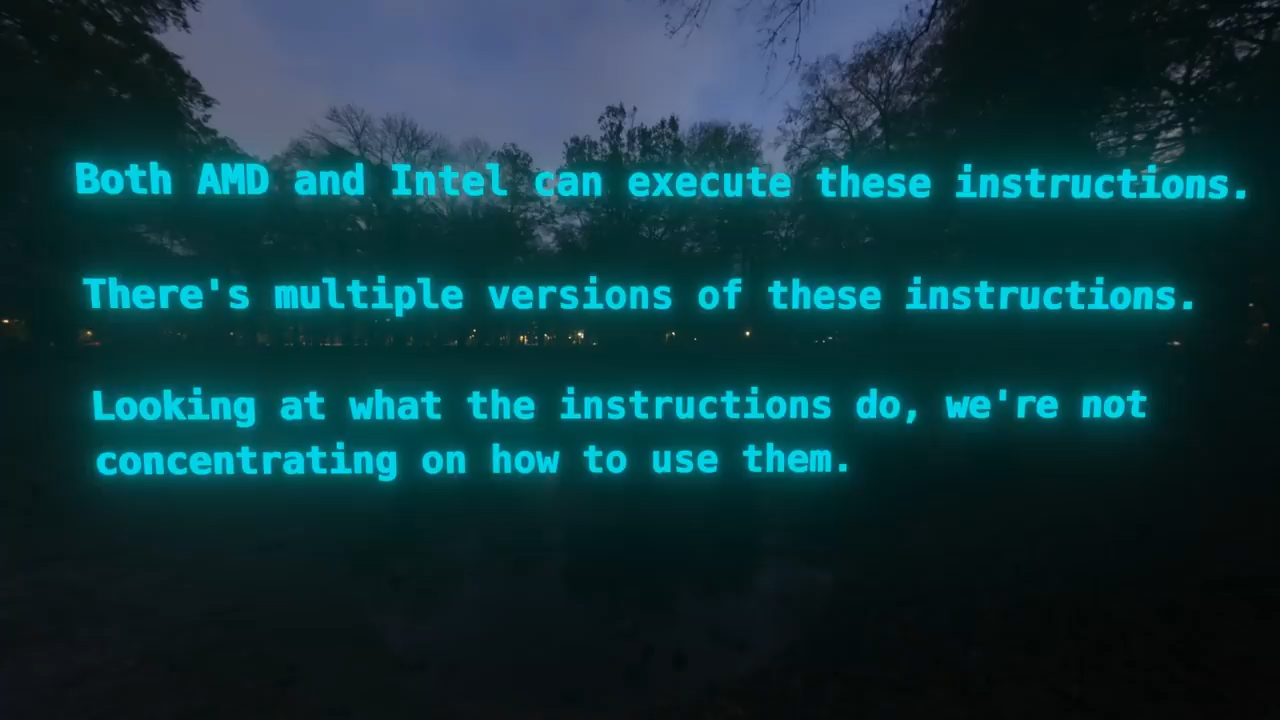 Both AMD and Intel can execute these instructions.
There's multiple versions of these instructions.
Looking at what the instructions do, we're not
concentrating on how to use them.